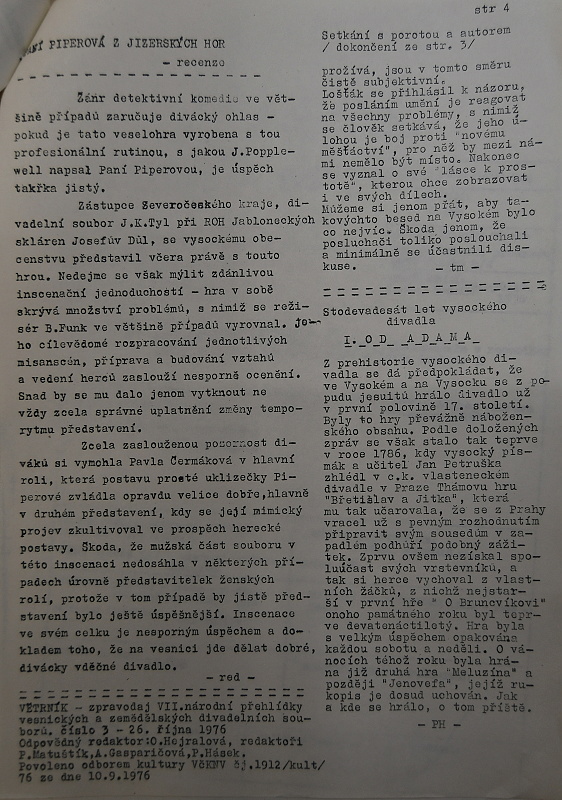 str 4
PANÍ PIPEROVÁ Z JIZERSKÝCH HOR
- recenze
Žánr detektivní komedie ve vět-
šině případů zaručuje divácký ohlas -
pokud je tato veselohra vyrobena s tou
profesionální rutinou, s jakou J.Popple-
well napsal Paní Piperovou, je úspěch
takřka jistý.
Zástupce Severočeského kraje, di-
vadelní soubor J.K.Tyl při ROH Jabloneckých
skláren Josefův Důl, se vysockému obe-
censtvu představil včera právě s touto
hrou. Nedejme se však mýlit zdánlivou
inscenační jednoduchostí - hra v sobě
skrývá množství problémů, s nimiž se reži-
sér B.Funk ve většině případů vyrovnal. Je-
ho cílevědomé rozpracování jednotlivých
misanscén, příprava a budování vztahů
a vedení herců zaslouží nesporně ocenění.
Snad by se mu dalo jenom vytknout ne
vždy zcela správné uplatnění změny tempo-
rytmu představení.
Zcela zaslouženou pozornost di-
váků si vymohla Pavla Čermáková v hlavní
roli, která postavu prosté uklizečky Pi-
perové zvládla opravdu velice dobře,hlavně
v druhém představení, kdy se její mimický
projev zkultivoval ve prospěch herecké
postavy. Škoda, že mužská část souboru v
této inscenaci nedosáhla v některých pří-
padech úrovně představitelek ženských
rolí, protože v tom případě by jistě před-
stavení bylo ještě úspěšnější. Inscenace
ve svém celku je nesporným úspěchem a do-
kladem toho, že na vesnici jde dělat dobré,
divácky vděčné divadlo.
- red -
VĚTRNÍK - zpravodaj VII.národní přehlídky
vesnických a zemědělských divadelních sou-
borů. číslo 3 - 26. října 1976
Odpovědný redaktor:O.Hejralová, redaktoři
P.Matuštík,A.Gasparičová,P.Hásek.
Povoleno odborem kultury VčKNV čj.1912/kult/
76 ze dne 10.9.1976
Setkání s porotou a autorem
/ dokončení ze str. 3/
prožívá, jsou v tomto směru
čistě subjektivní.
Lošťák se přihlásil k názoru,
že posláním umění je reagovat
na všechny problémy, s nimiž
se člověk setkává, že jeho ú-
lohou je boj proti "novému
měšťáctví", pro něž by mezi ná-
mi nemělo být místo. Nakonec
se vyznal o své "lásce k pros-
totě", kterou chce zobrazovat
i ve svých dílech.
Můžeme si jenom přát, aby ta-
kovýchto besed na Vysokém bylo
co nejvíc. Škoda jenom, že
posluchači toliko poslouchali
a minimálně se účastnili dis-
kuse. - tm -
Stodevadesát let vysockého
divadla
I. OD ADAMA
Z prehistorie vysockého di-
vadla se dá předpokládat, že
ve Vysokém a na Vysocku se z po-
pudu jesuitů hrálo divadlo už
v první polovině 17. století.
Byly to hry převážně nábožen-
ského obsahu. Podle doložených
zpráv se však stalo tak teprve
v roce 1786, kdy vysocký pís-
mák a učitel Jan Petruška
zhlédl v c.k. vlasteneckém
divadle v Praze Thámovu hru
"Břetislav a Jitka", která
mu tak učarovala, že se z Prahy
vracel už s pevným rozhodnutím
připravit svým sousedům v za-
padlém podhůří podobný záži-
tek. Zprvu ovšem nezískal spo-
luúčast svých vrstevníků, a
tak si herce vychoval z vlast-
ních žáčků, z nichž nejstar-
ší v první hře " O Bruncvíkovi"
onoho památného roku byl tepr-
ve devatenáctiletý. Hra byla
s velkým úspěchem opakována
každou sobotu a neděli. O vá-
nocích téhož roku byla hrá-
na již druhá hra "Meluzína" a
později "Jenovefa", jejíž ru-
kopis je dosud uchován. Jak
a kde se hrálo, o tom příště.
- PH -